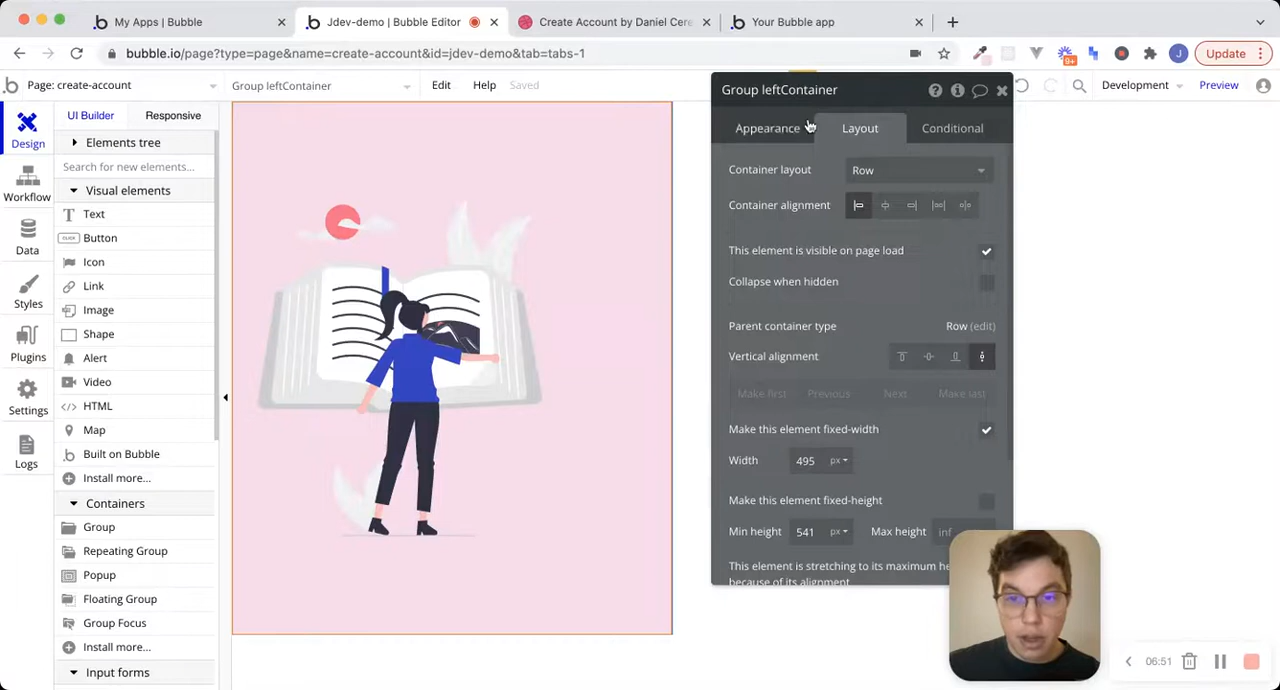 My Apps | Bubble
Jdev-demo | Bubble Editor
Create Account by Daniel Cere
Your Bubble app
bubble.io/page?type=page&name=create-account&id=jdev-demo&tab=tabs-1
9+
J
Update
Page: create-account
Group leftContainer
Edit
Help
Saved
Development
Preview
Design
Workflow
Data
Styles
Plugins
Settings
Logs
UI Builder
Responsive
Elements tree
Search for new elements...
Visual elements
Text
CLICK
Button
Icon
Link
Image
Shape
Alert
Video
HTML
Map
Built on Bubble
Install more...
Containers
Group
Repeating Group
Popup
Floating Group
Group Focus
Install more...
Input forms
Group leftContainer
Appearance
Layout
Conditional
Container layout
Row
Container alignment
This element is visible on page load
Collapse when hidden
Parent container type
Row (edit)
Vertical alignment
Make first
Previous
Next
Make last
Make this element fixed-width
Width
495
px
Make this element fixed-height
Min height
541
px
Max height
inf
This element is stretching to its maximum he
because of its alignment
06:51